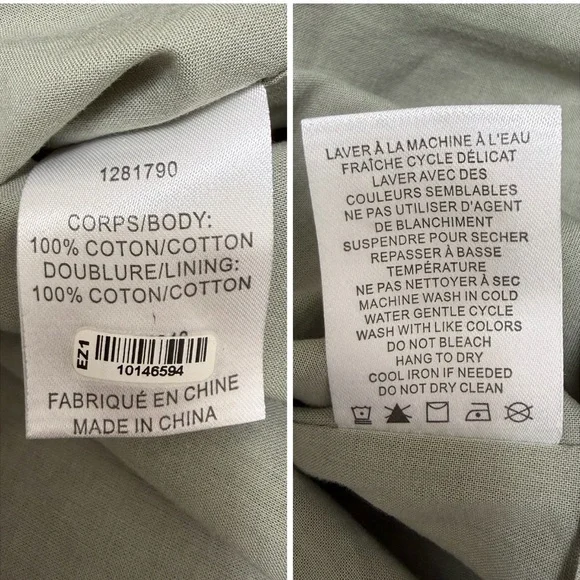 1281790
CORPS/BODY:
100% COTON/COTTON
DOUBLURE/LINING:
100% COTON/COTTON
EZ1
10146594
FABRIQUÉ EN CHINE
MADE IN CHINA
LAVER À LA MACHINE À L'EAU
FRAÎCHE CYCLE DÉLICAT
LAVER AVEC DES
COULEURS SEMBLABLES
NE PAS UTILISER D'AGENT
DE BLANCHIMENT
SUSPENDRE POUR SECHER
REPASSER À BASSE
TEMPÉRATURE
NE PAS NETTOYER À SEC
MACHINE WASH IN COLD
WATER GENTLE CYCLE
WASH WITH LIKE COLORS
DO NOT BLEACH
HANG TO DRY
COOL IRON IF NEEDED
DO NOT DRY CLEAN